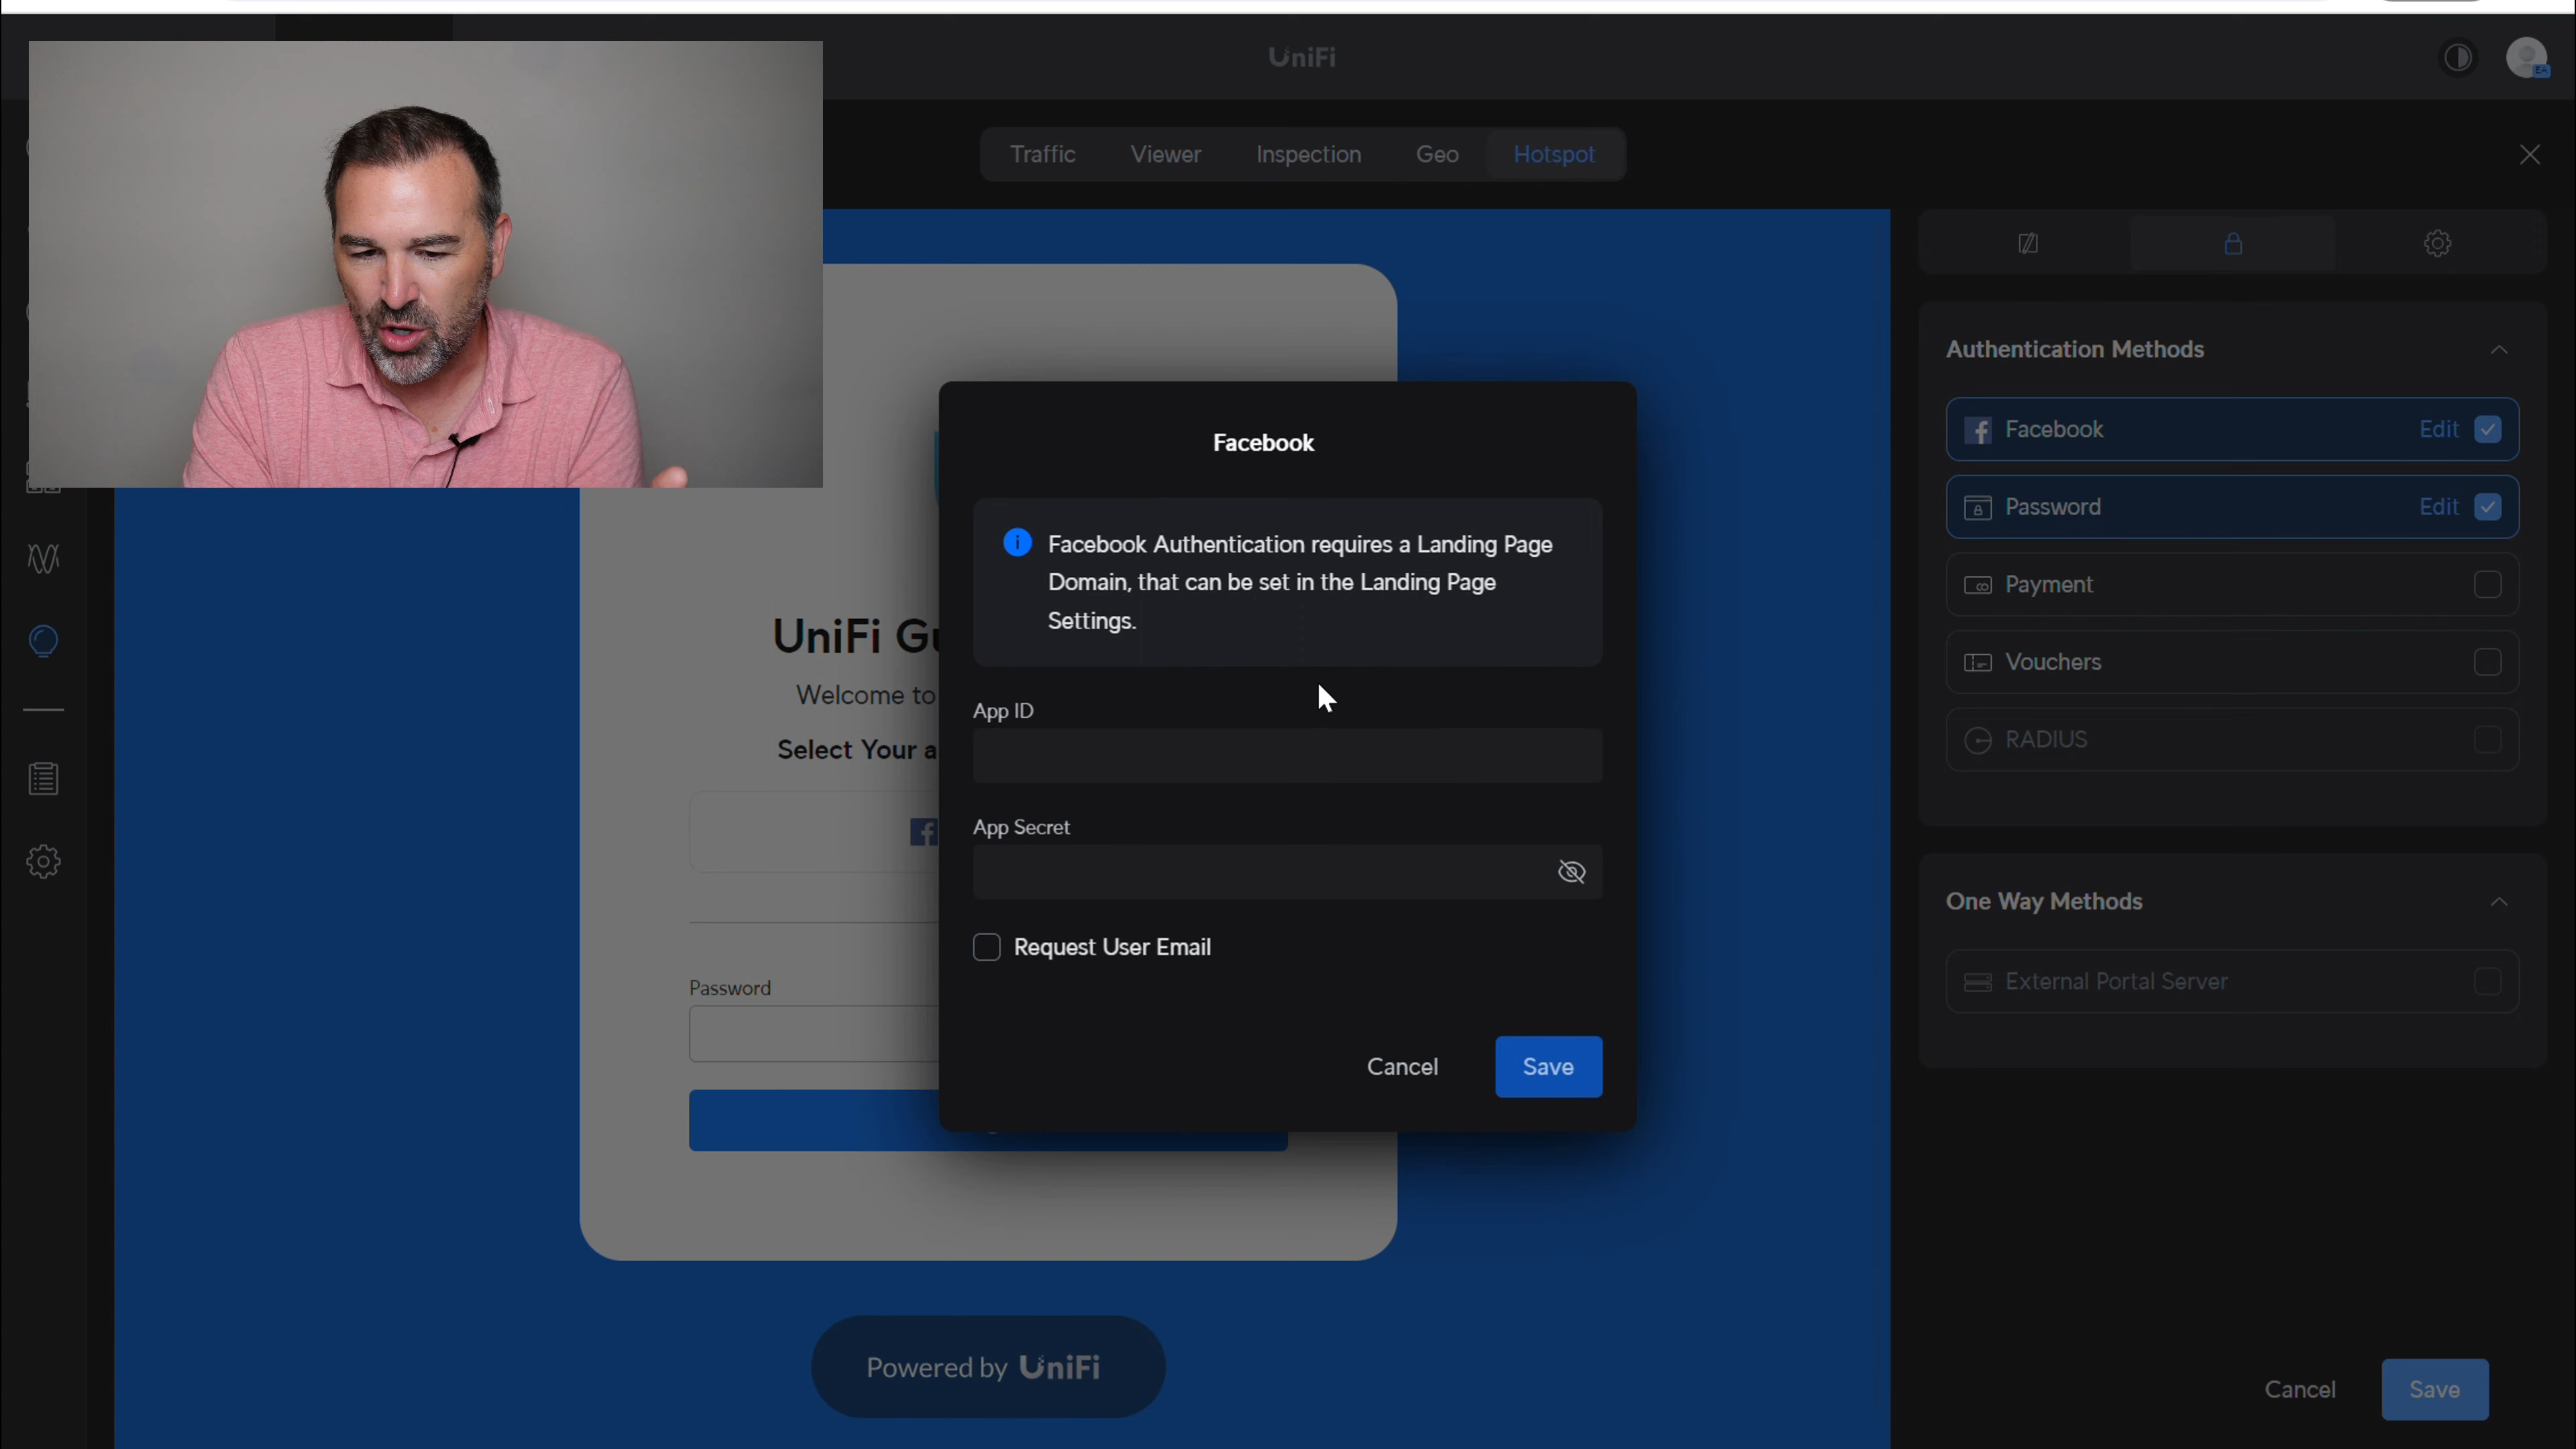 UniFi
EA
Traffic Viewer Inspection Geo Hotspot
Authentication Methods
Facebook Edit
Password Edit
Payment
Vouchers
RADIUS
One Way Methods
External Portal Server
Cancel Save
Facebook
Facebook Authentication requires a Landing Page
Domain, that can be set in the Landing Page
Settings.
App ID
App Secret
Request User Email
Cancel Save
UniFi Gu
Welcome to
Select Your a
Password
Powered by UniFi